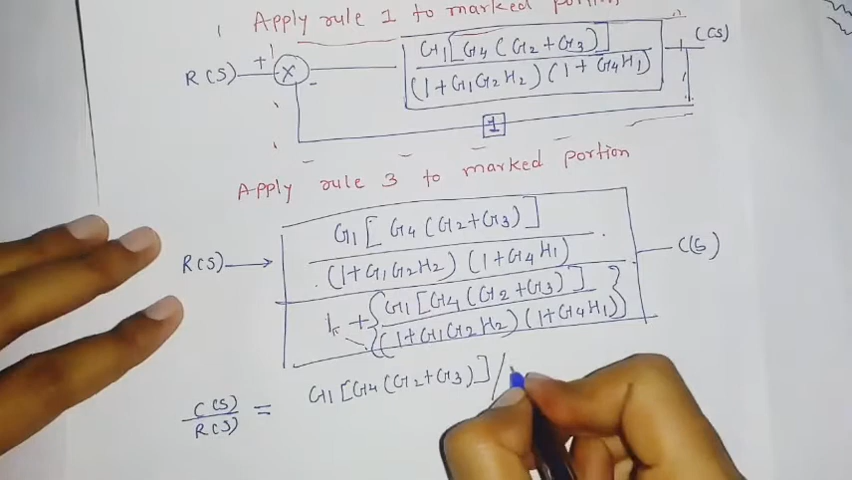 Apply rule 1 to marked portion
R(S) + × - G1[G4(G2+G3)] C(S)
(1+G1G2H2)(1+G4H1)
1
Apply rule 3 to marked portion
G1[G4(G2+G3)]
R(S) (1+G1G2H2)(1+G4H1) C(S)
1 + {G1[G4(G2+G3)]
(1+G1G2H2)(1+G4H1)}
C(S) / R(S) = G1[G4(G2+G3)] /